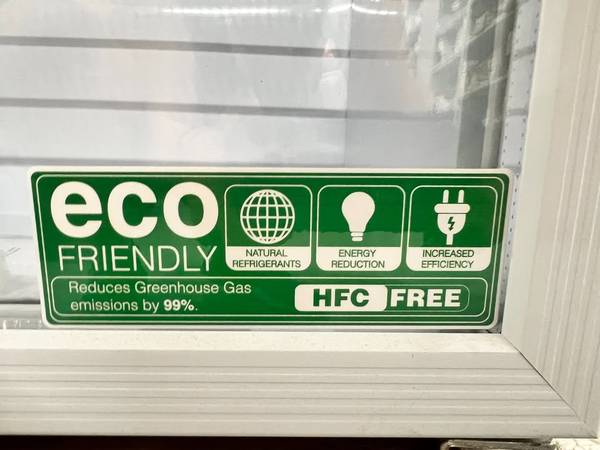 eco
FRIENDLY
NATURAL
REFRIGERANTS
ENERGY
REDUCTION
INCREASED
EFFICIENCY
Reduces Greenhouse Gas
emissions by 99%.
HFC FREE